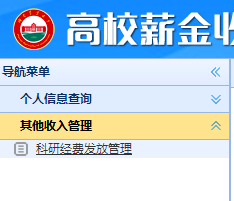 高校薪金收
导航菜单
个人信息查询
其他收入管理
科研经费发放管理